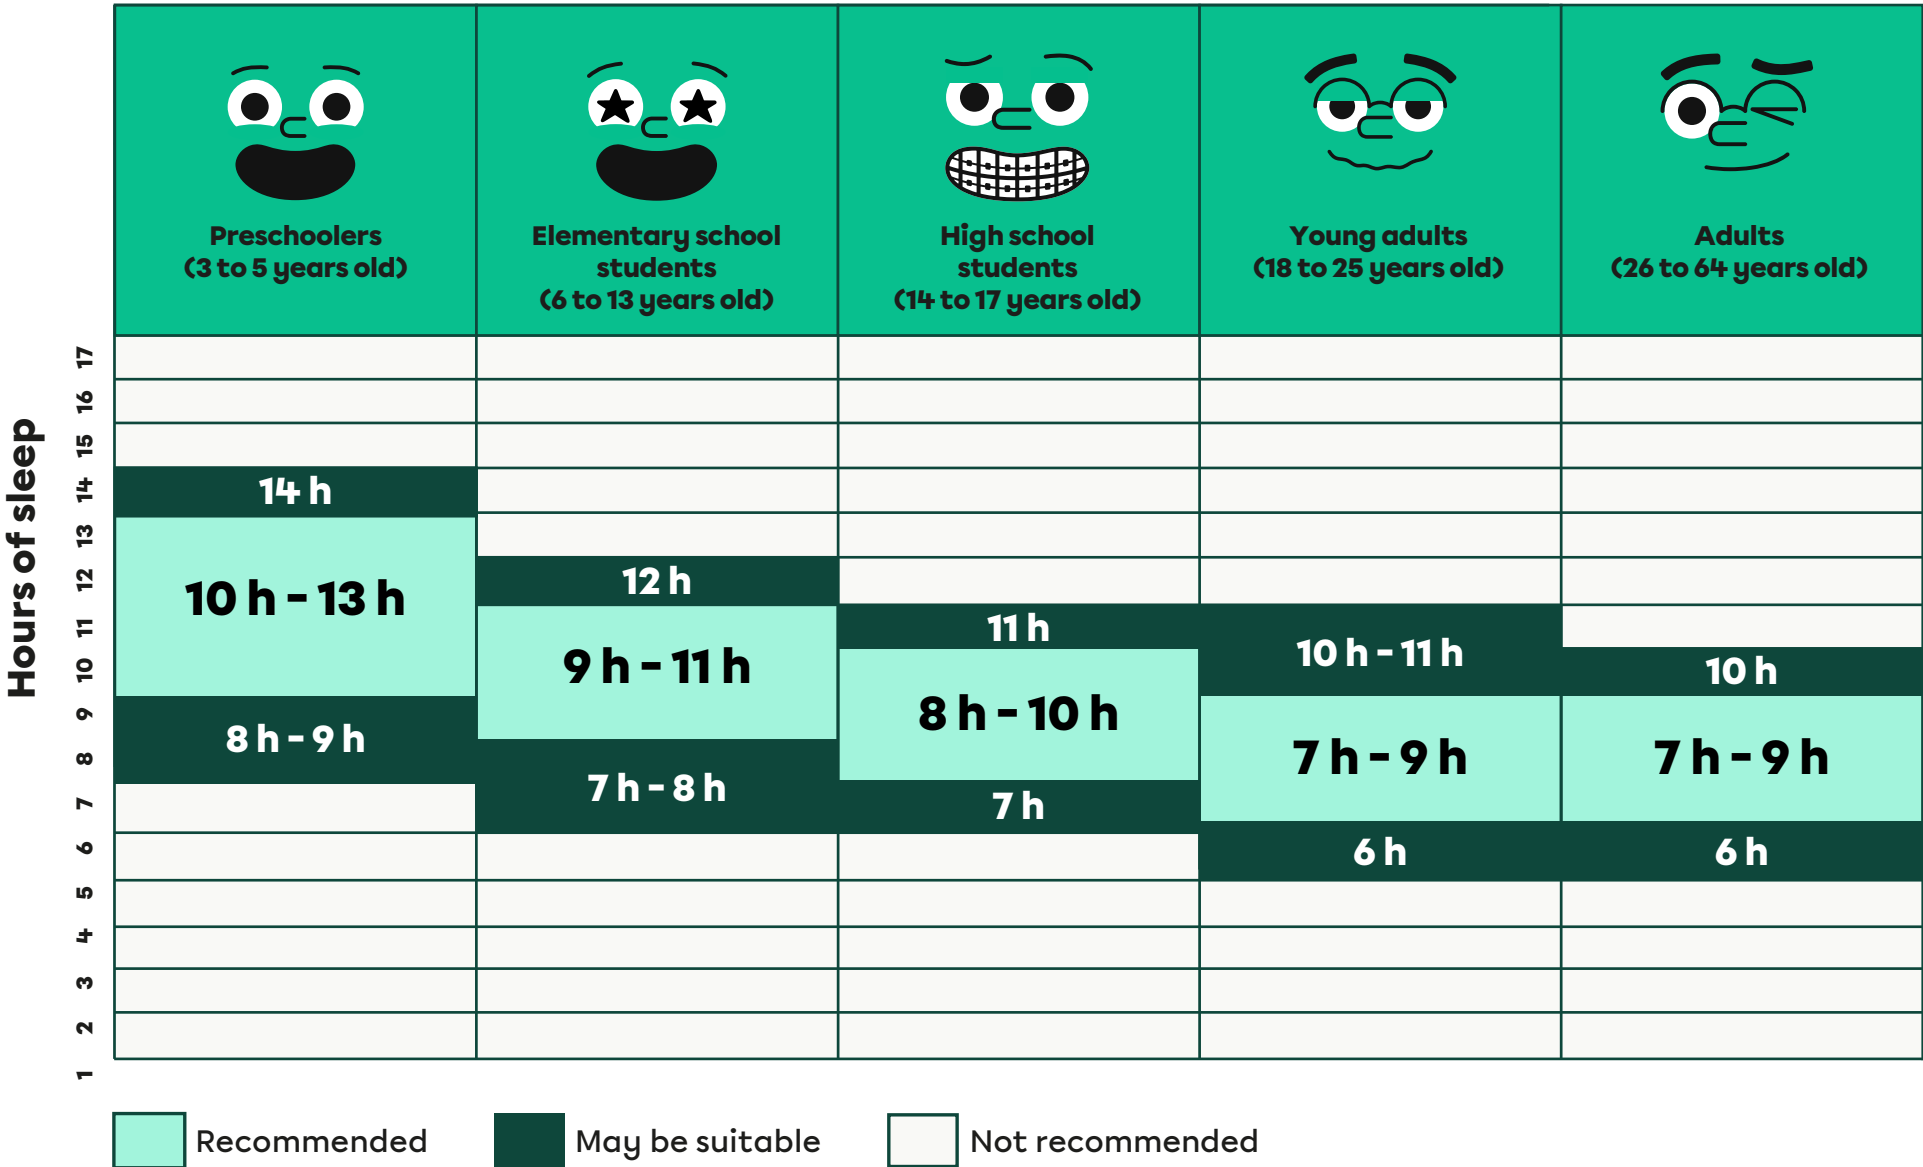 Preschoolers
(3 to 5 years old)
Elementary school
students
(6 to 13 years old)
High school
students
(14 to 17 years old)
Young adults
(18 to 25 years old)
Adults
(26 to 64 years old)
Hours of sleep
17
16
15
14
13
12
11
10
9
8
7
6
5
4
3
2
1
14 h
10 h - 13 h
8 h - 9 h
12 h
9 h - 11 h
7 h - 8 h
11 h
8 h - 10 h
7 h
10 h - 11 h
7 h - 9 h
6 h
10 h
7 h - 9 h
6 h
Recommended
May be suitable
Not recommended